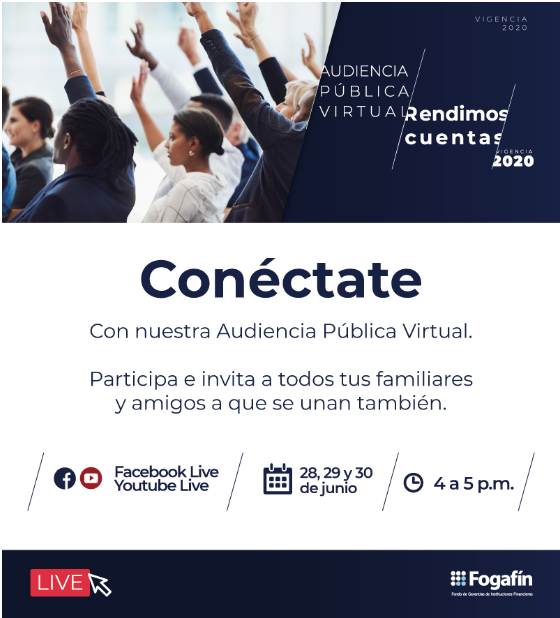 VIGENCIA
2020
AUDIENCIA
PÚBLICA
VIRTUAL
Rendimos
cuentas
VIGENCIA
2020
Conéctate
Con nuestra Audiencia Pública Virtual.
Participa e invita a todos tus familiares
y amigos a que se unan también.
Facebook Live
Youtube Live
28, 29 y 30
de junio
4 a 5 p.m.
LIVE
Fogafín
Fondo de Garantías de Instituciones Financieras